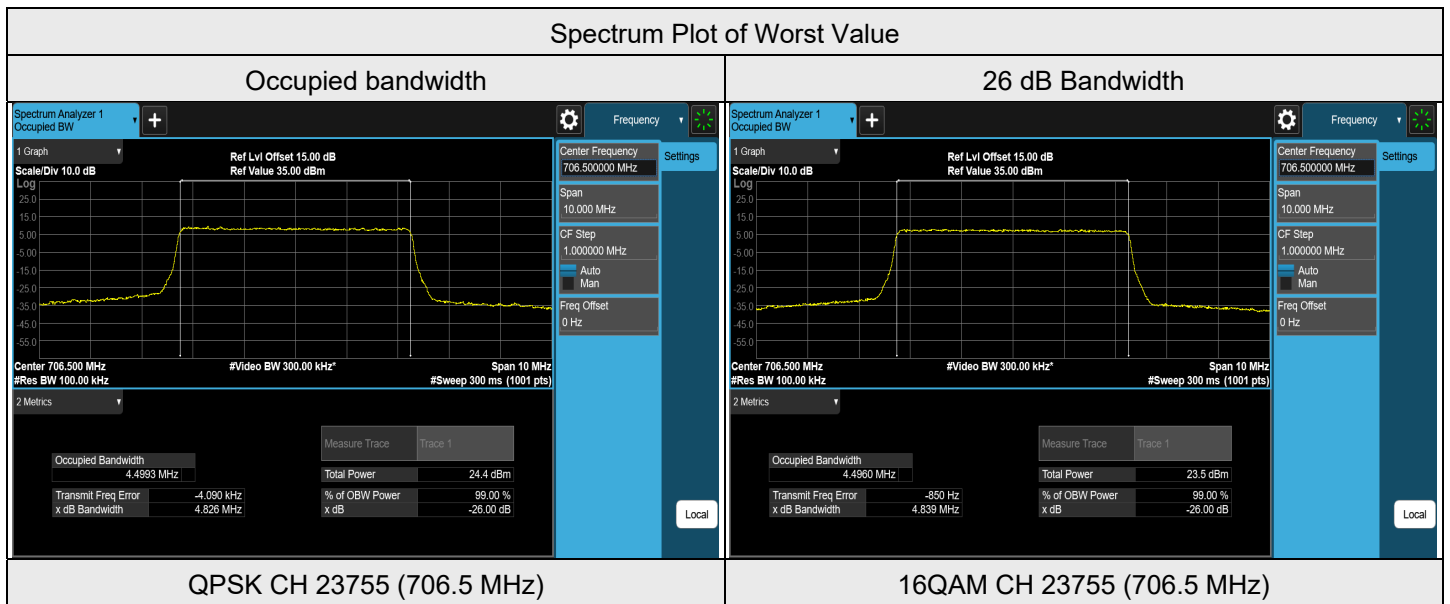 Spectrum Plot of Worst Value
Occupied bandwidth
26 dB Bandwidth
Spectrum Analyzer 1
Occupied BW
+
Frequency
1 Graph
Ref Lvl Offset 15.00 dB
Scale/Div 10.0 dB
Ref Value 35.00 dBm
Log
25.0
15.0
5.00
-5.00
-15.0
-25.0
-35.0
-45.0
-55.0
Center 706.500 MHz
#Video BW 300.00 kHz*
Span 10 MHz
#Res BW 100.00 kHz
#Sweep 300 ms (1001 pts)
Center Frequency
706.500000 MHz
Settings
Span
10.000 MHz
CF Step
1.000000 MHz
Auto
Man
Freq Offset
0 Hz
2 Metrics
Measure Trace Trace 1
Occupied Bandwidth
4.4993 MHz
Total Power 24.4 dBm
Transmit Freq Error -4.090 kHz
% of OBW Power 99.00 %
x dB Bandwidth 4.826 MHz
x dB -26.00 dB
Local
Spectrum Analyzer 1
Occupied BW
+
Frequency
1 Graph
Ref Lvl Offset 15.00 dB
Scale/Div 10.0 dB
Ref Value 35.00 dBm
Log
25.0
15.0
5.00
-5.00
-15.0
-25.0
-35.0
-45.0
-55.0
Center 706.500 MHz
#Video BW 300.00 kHz*
Span 10 MHz
#Res BW 100.00 kHz
#Sweep 300 ms (1001 pts)
Center Frequency
706.500000 MHz
Settings
Span
10.000 MHz
CF Step
1.000000 MHz
Auto
Man
Freq Offset
0 Hz
2 Metrics
Measure Trace Trace 1
Occupied Bandwidth
4.4960 MHz
Total Power 23.5 dBm
Transmit Freq Error -850 Hz
% of OBW Power 99.00 %
x dB Bandwidth 4.839 MHz
x dB -26.00 dB
Local
QPSK CH 23755 (706.5 MHz)
16QAM CH 23755 (706.5 MHz)